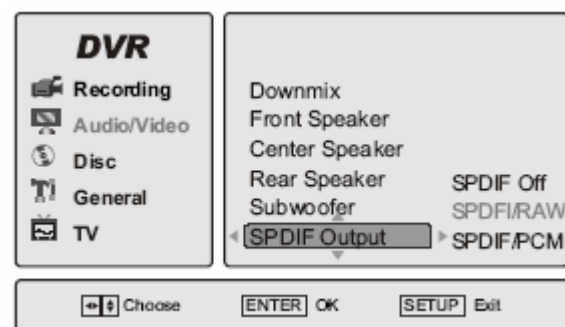 DVR
Recording
Audio/Video
Disc
General
TV
Downmix
Front Speaker
Center Speaker
Rear Speaker
Subwoofer
SPDIF Output
SPDIF Off
SPDFI/RAW
SPDIF/PCM
Choose
ENTER OK
SETUP Exit